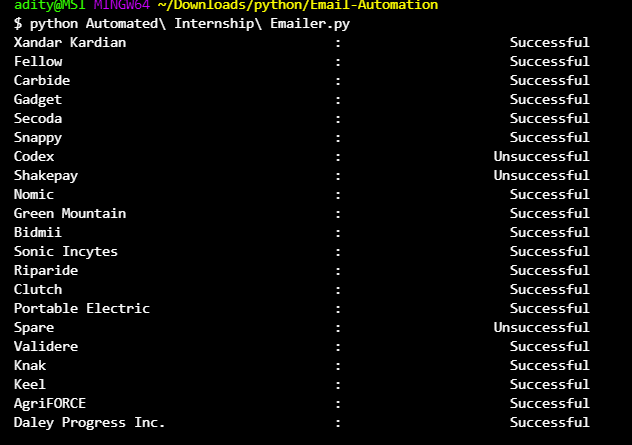 adity@MSI MINGW64 ~/Downloads/python/Email-Automation
$ python Automated\ Internship\ Emailer.py
Xandar Kardian : Successful
Fellow : Successful
Carbide : Successful
Gadget : Successful
Secoda : Successful
Snappy : Successful
Codex : Unsuccessful
Shakepay : Unsuccessful
Nomic : Successful
Green Mountain : Successful
Bidmii : Successful
Sonic Incytes : Successful
Riparide : Successful
Clutch : Successful
Portable Electric : Successful
Spare : Unsuccessful
Validere : Successful
Knak : Successful
Keel : Successful
AgriFORCE : Successful
Daley Progress Inc. : Successful